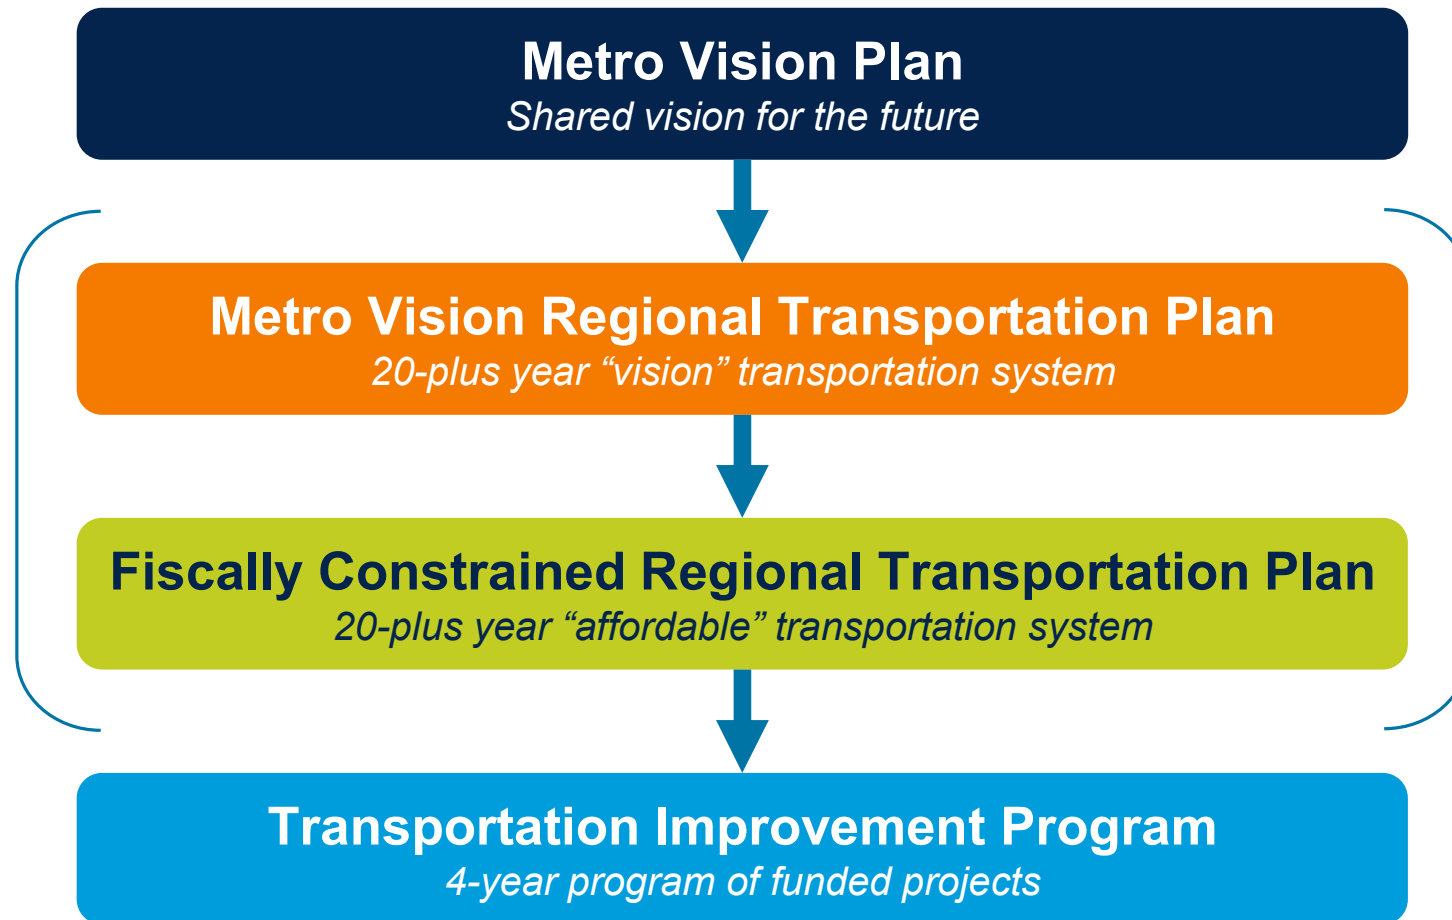 Metro Vision Plan
Shared vision for the future
Metro Vision Regional Transportation Plan
20-plus year “vision” transportation system
Fiscally Constrained Regional Transportation Plan
20-plus year “affordable” transportation system
Transportation Improvement Program
4-year program of funded projects